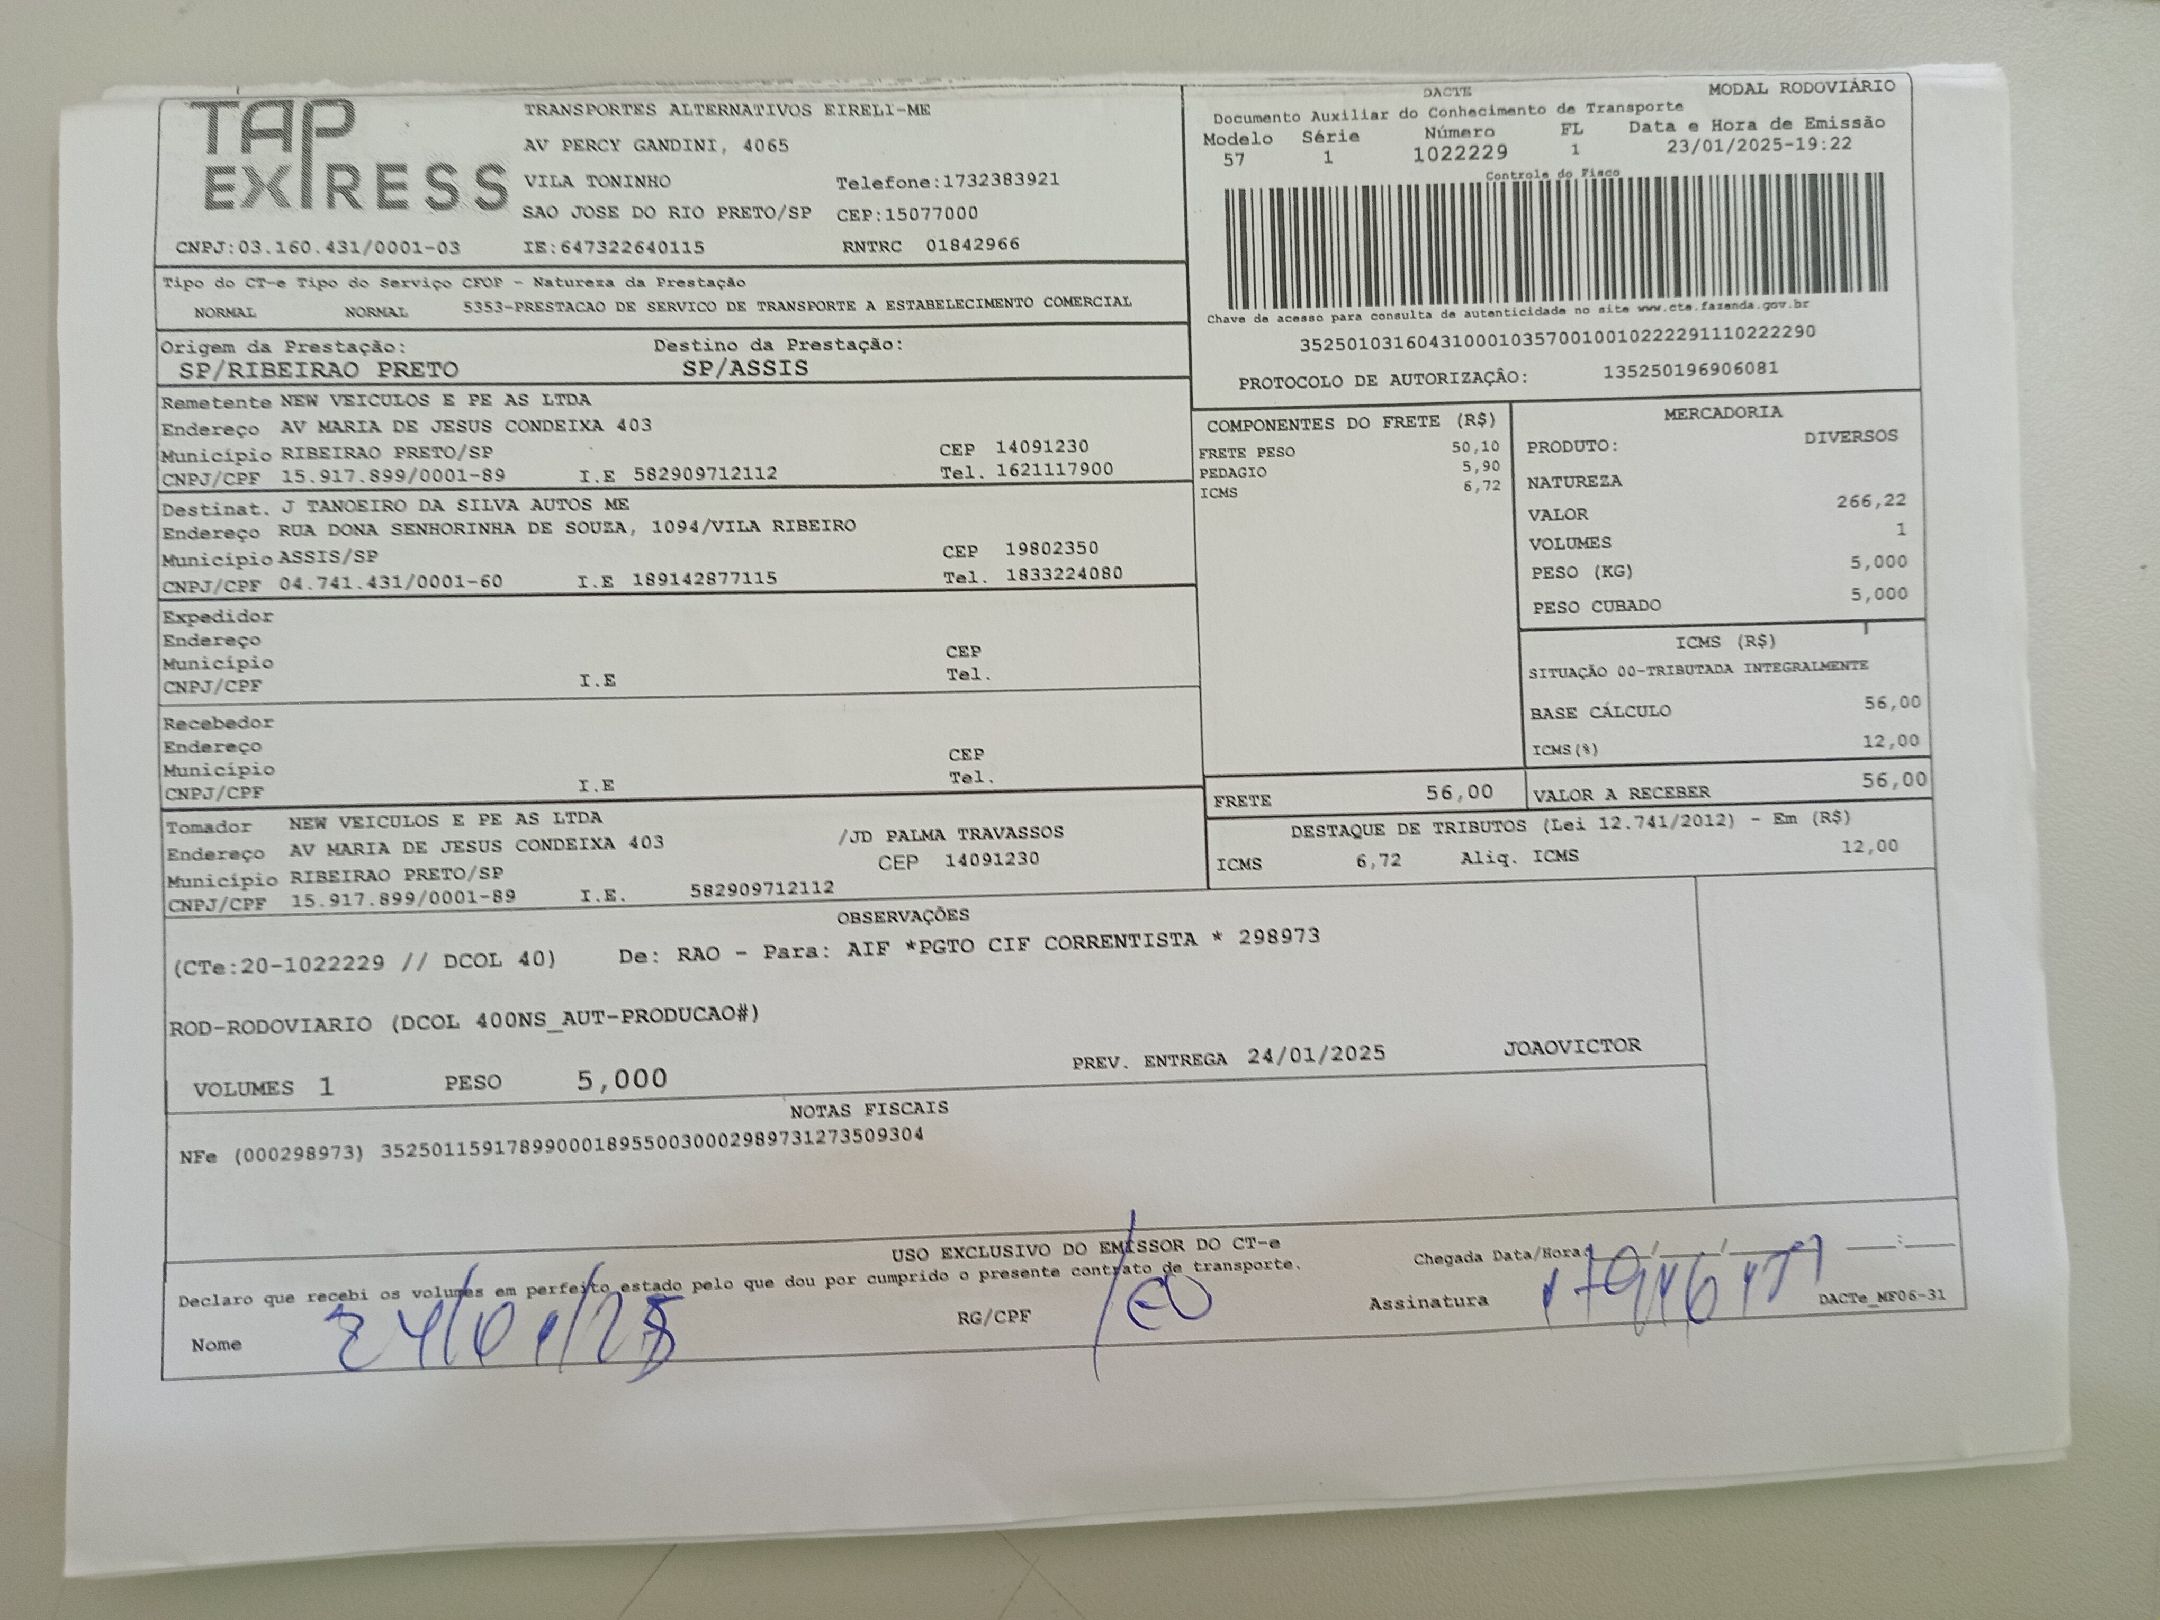 TAP EXPRESS
TRANSPORTES ALTERNATIVOS EIRELI-ME
AV PERCY GANDINI, 4065
VILA TONINHO Telefone:1732383921
SAO JOSE DO RIO PRETO/SP CEP:15077000
CNPJ:03.160.431/0001-03 IE:647322640115 RNTRC 01842966
DACTE MODAL RODOVIÁRIO
Documento Auxiliar do Conhecimento de Transporte
Modelo Série Número FL Data e Hora de Emissão
57 1 1022229 1 23/01/2025-19:22
Controle do Fisco
Chave de acesso para consulta de autenticidade no site www.cte.fazenda.gov.br
35250103160431000103570010010222291110222290
PROTOCOLO DE AUTORIZAÇÃO: 135250196906081
Tipo do CT-e Tipo do Serviço CFOP - Natureza da Prestação
NORMAL NORMAL 5353-PRESTACAO DE SERVICO DE TRANSPORTE A ESTABELECIMENTO COMERCIAL
Origem da Prestação: Destino da Prestação:
SP/RIBEIRAO PRETO SP/ASSIS
Remetente NEW VEICULOS E PE AS LTDA
Endereço AV MARIA DE JESUS CONDEIXA 403
Município RIBEIRAO PRETO/SP CEP 14091230
CNPJ/CPF 15.917.899/0001-89 I.E 582909712112 Tel. 1621117900
Destinat. J TANOEIRO DA SILVA AUTOS ME
Endereço RUA DONA SENHORINHA DE SOUZA, 1094/VILA RIBEIRO
Município ASSIS/SP CEP 19802350
CNPJ/CPF 04.741.431/0001-60 I.E 189142877115 Tel. 1833224080
Expedidor
Endereço
Município CEP
CNPJ/CPF I.E Tel.
Recebedor
Endereço
Município CEP
CNPJ/CPF I.E Tel.
Tomador NEW VEICULOS E PE AS LTDA
Endereço AV MARIA DE JESUS CONDEIXA 403 /JD PALMA TRAVASSOS
Município RIBEIRAO PRETO/SP CEP 14091230
CNPJ/CPF 15.917.899/0001-89 I.E. 582909712112
COMPONENTES DO FRETE (R$)
FRETE PESO 50,10
PEDAGIO 5,90
ICMS 6,72
MERCADORIA
PRODUTO: DIVERSOS
NATUREZA
VALOR 266,22
VOLUMES 1
PESO (KG) 5,000
PESO CUBADO 5,000
ICMS (R$)
SITUAÇÃO 00-TRIBUTADA INTEGRALMENTE
BASE CÁLCULO 56,00
ICMS(%) 12,00
FRETE 56,00 VALOR A RECEBER 56,00
DESTAQUE DE TRIBUTOS (Lei 12.741/2012) - Em (R$)
ICMS 6,72 Aliq. ICMS 12,00
OBSERVAÇÕES
(CTe:20-1022229 // DCOL 40) De: RAO - Para: AIF *PGTO CIF CORRENTISTA * 298973
ROD-RODOVIARIO (DCOL 400NS_AUT-PRODUCAO#)
VOLUMES 1 PESO 5,000 PREV. ENTREGA 24/01/2025 JOAOVICTOR
NOTAS FISCAIS
NFe (000298973) 35250115917899000189550030002989731273509304
USO EXCLUSIVO DO EMISSOR DO CT-e
Declaro que recebi os volumes em perfeito estado pelo que dou por cumprido o presente contrato de transporte.
Chegada Data/Hora: __/__/__ __:__
Nome 24/01/25 RG/CPF Assinatura
DACTe_MF06-31